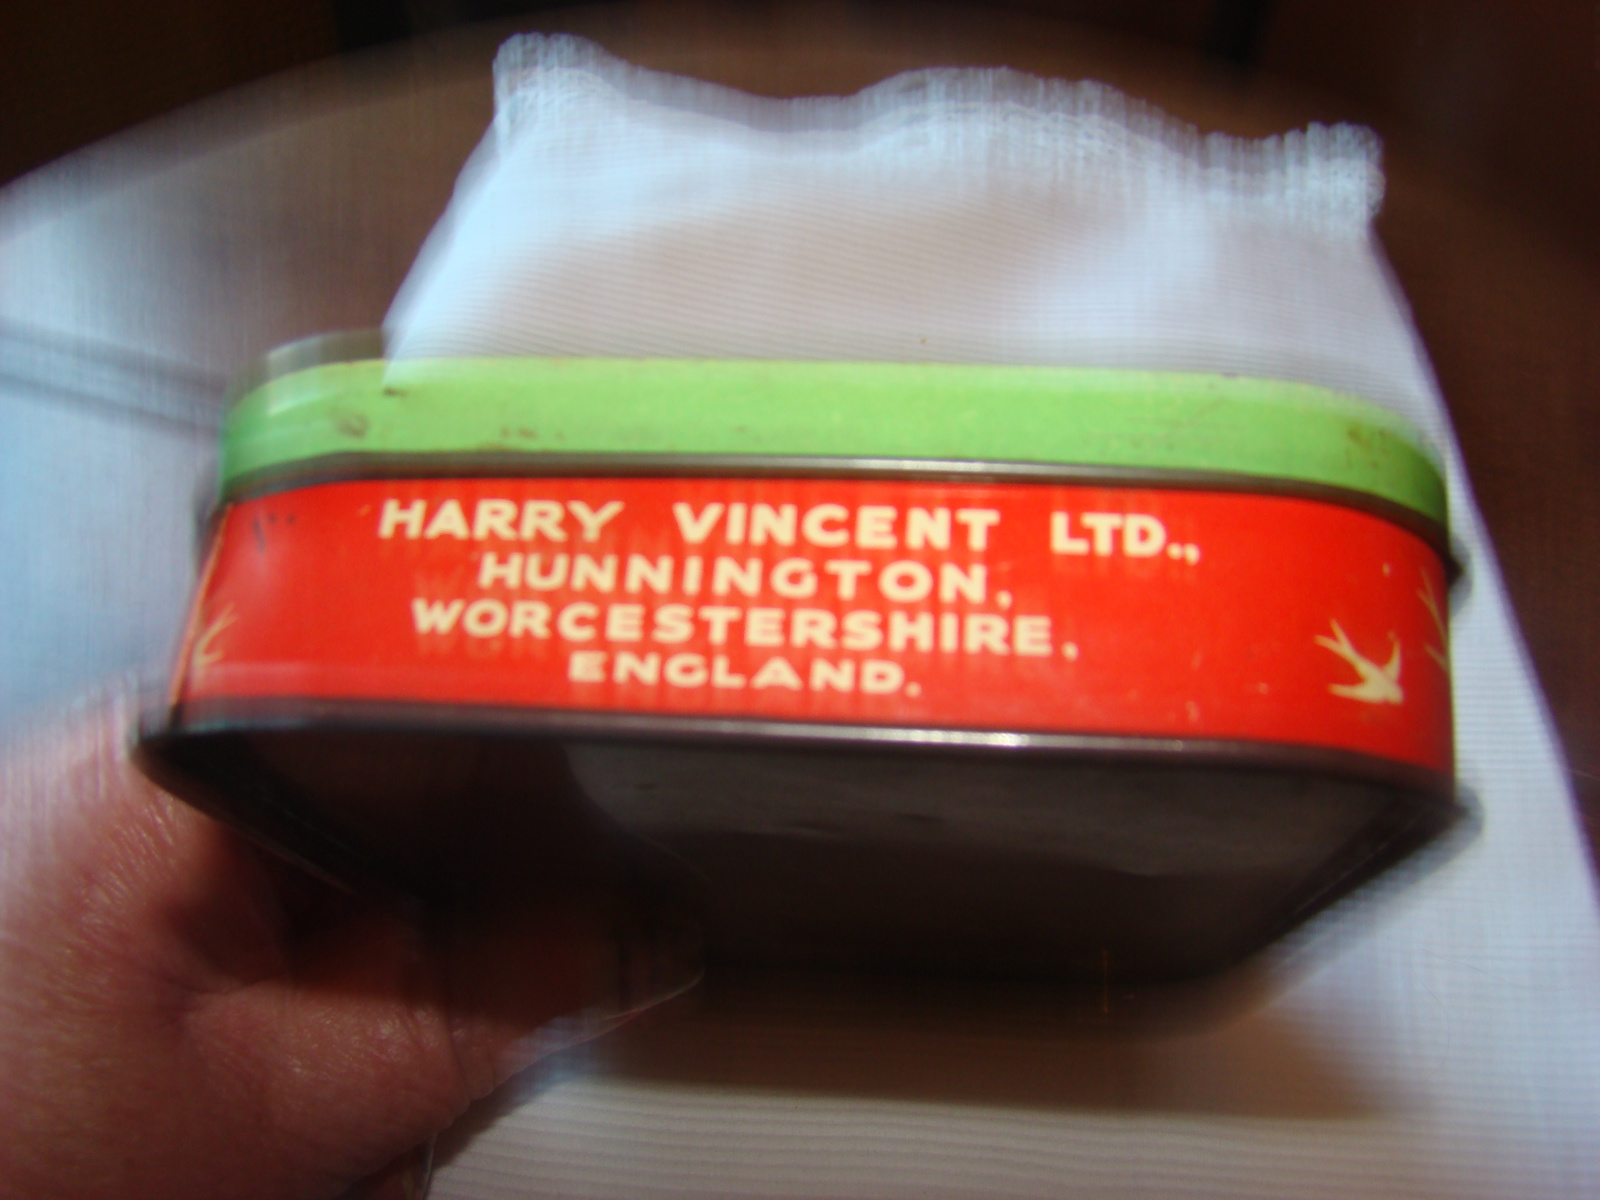 HARRY VINCENT LTD.,
HUNNINGTON,
WORCESTERSHIRE.
ENGLAND.